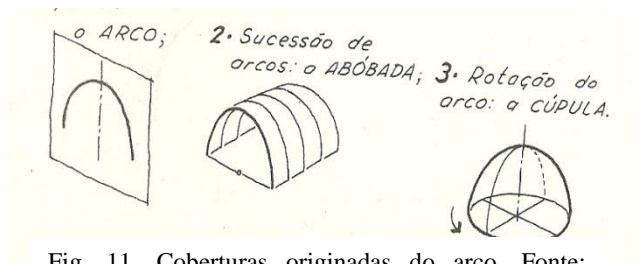 o ARCO;
2. Sucessão de
arcos: a ABÓBADA;
3. Rotação do
arco: a CÚPULA.
Fig. 11. Coberturas originadas do arco. Fonte: